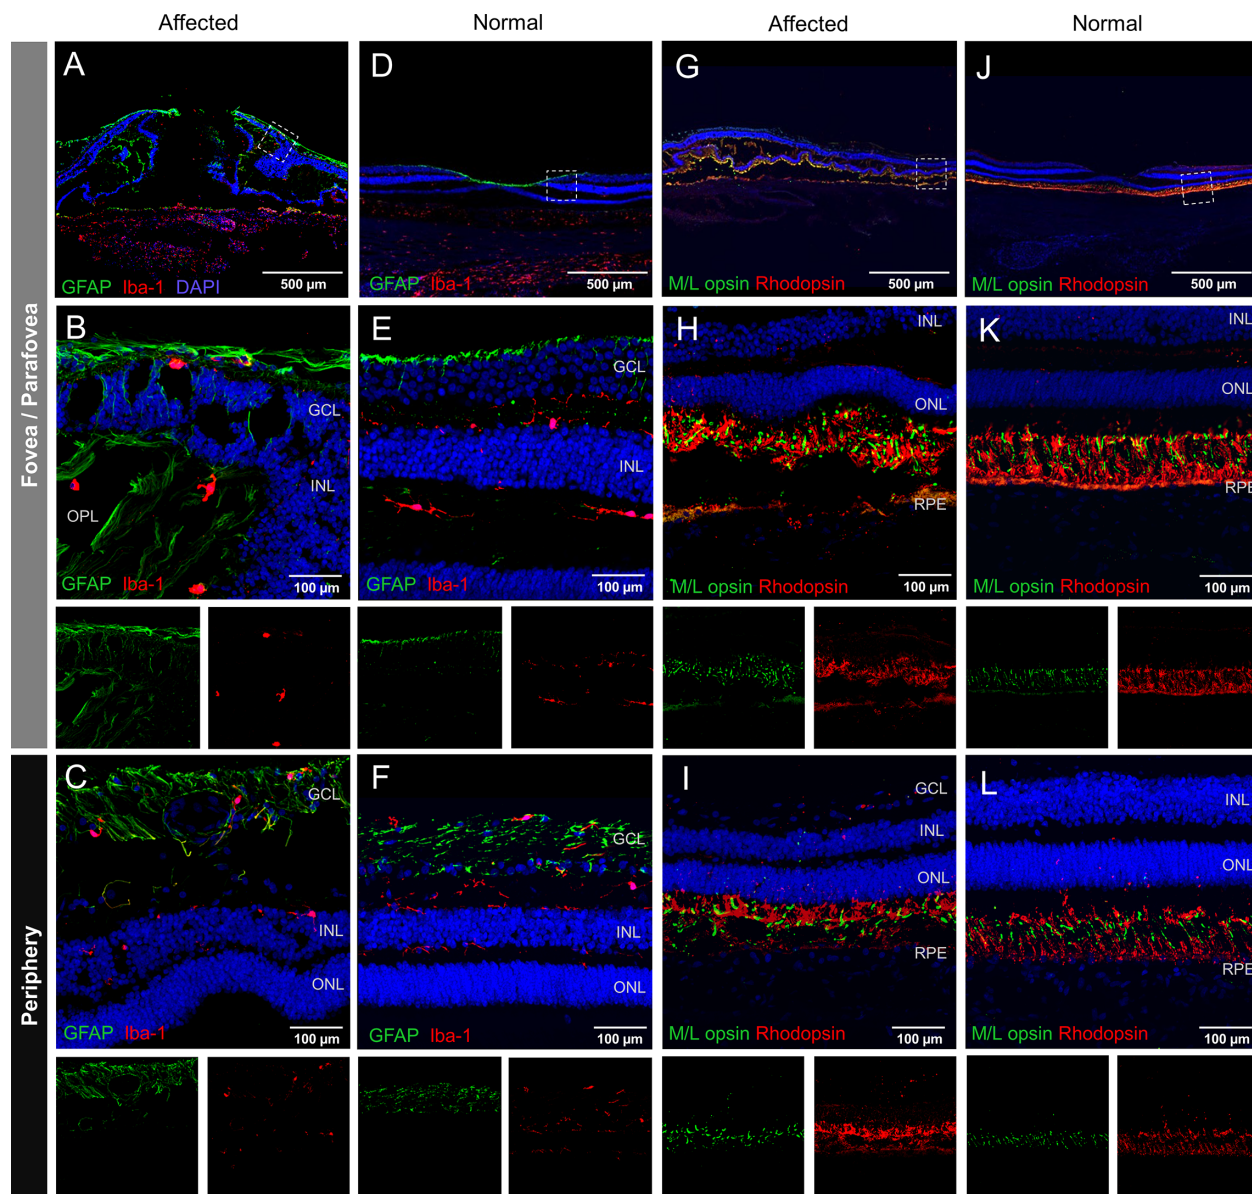 Affected
Normal
Affected
Normal
Fovea / Parafovea
A
GFAP Iba-1 DAPI
500 µm
D
GFAP Iba-1
500 µm
G
M/L opsin Rhodopsin
500 µm
J
M/L opsin Rhodopsin
500 µm
B
GCL
INL
OPL
GFAP Iba-1
100 µm
E
GCL
INL
GFAP Iba-1
100 µm
H
INL
ONL
RPE
M/L opsin Rhodopsin
100 µm
K
INL
ONL
RPE
M/L opsin Rhodopsin
100 µm
Periphery
C
GCL
INL
ONL
GFAP Iba-1
100 µm
F
GCL
INL
ONL
GFAP Iba-1
100 µm
I
GCL
INL
ONL
RPE
M/L opsin Rhodopsin
100 µm
L
INL
ONL
RPE
M/L opsin Rhodopsin
100 µm